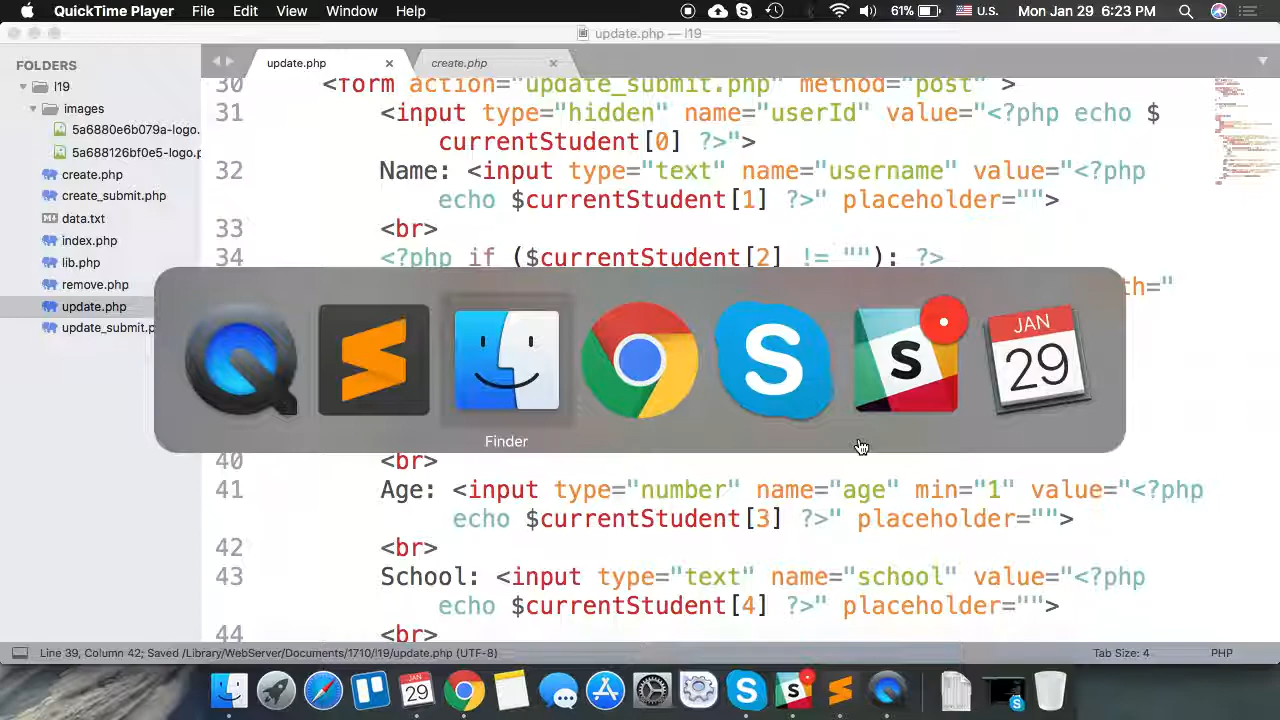 QuickTime Player File Edit View Window Help 61% U.S. Mon Jan 29 6:23 PM
update.php — l19
FOLDERS
l19
images
5a6880e6b079a-logo.
5a688126bf0e5-logo.p
create.php
create_submit.php
data.txt
index.php
lib.php
remove.php
update.php
update_submit.p
update.php create.php
30 <form action="update_submit.php" method="post" >
31 <input type="hidden" name="userId" value="<?php echo $
currentStudent[0] ?>">
32 Name: <input type="text" name="username" value="<?php
echo $currentStudent[1] ?>" placeholder="">
33 <br>
34 <?php if ($currentStudent[2] != ""): ?>
th="
JAN
29
Finder
40 <br>
41 Age: <input type="number" name="age" min="1" value="<?php
echo $currentStudent[3] ?>" placeholder="">
42 <br>
43 School: <input type="text" name="school" value="<?php
echo $currentStudent[4] ?>" placeholder="">
44 <br>
Line 39, Column 42; Saved /Library/WebServer/Documents/1710/l19/update.php (UTF-8) Tab Size: 4 PHP
JAN
29